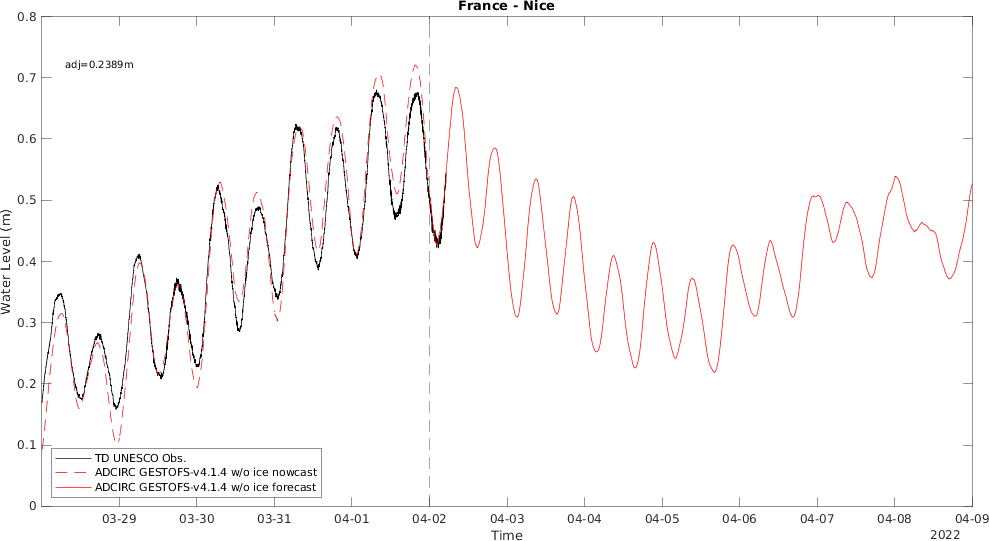 France - Nice
adj=0.2389m
Water Level (m)
0.8
0.7
0.6
0.5
0.4
0.3
0.2
0.1
0
TD UNESCO Obs.
ADCIRC GESTOFS-v4.1.4 w/o ice nowcast
ADCIRC GESTOFS-v4.1.4 w/o ice forecast
03-29 03-30 03-31 04-01 04-02 04-03 04-04 04-05 04-06 04-07 04-08 04-09
Time
2022